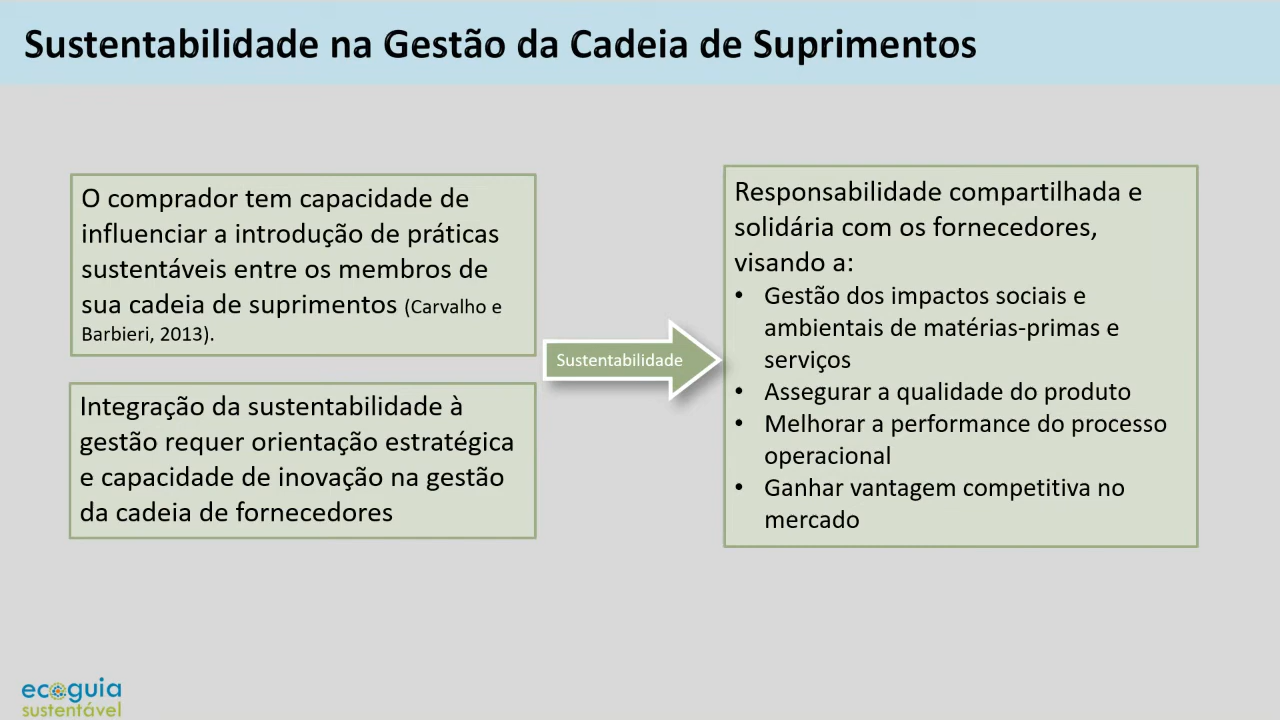 Sustentabilidade na Gestão da Cadeia de Suprimentos
O comprador tem capacidade de
influenciar a introdução de práticas
sustentáveis entre os membros de
sua cadeia de suprimentos (Carvalho e
Barbieri, 2013).
Integração da sustentabilidade à
gestão requer orientação estratégica
e capacidade de inovação na gestão
da cadeia de fornecedores
Sustentabilidade
Responsabilidade compartilhada e
solidária com os fornecedores,
visando a:
• Gestão dos impactos sociais e
ambientais de matérias-primas e
serviços
• Assegurar a qualidade do produto
• Melhorar a performance do processo
operacional
• Ganhar vantagem competitiva no
mercado
ecoguia
sustentável